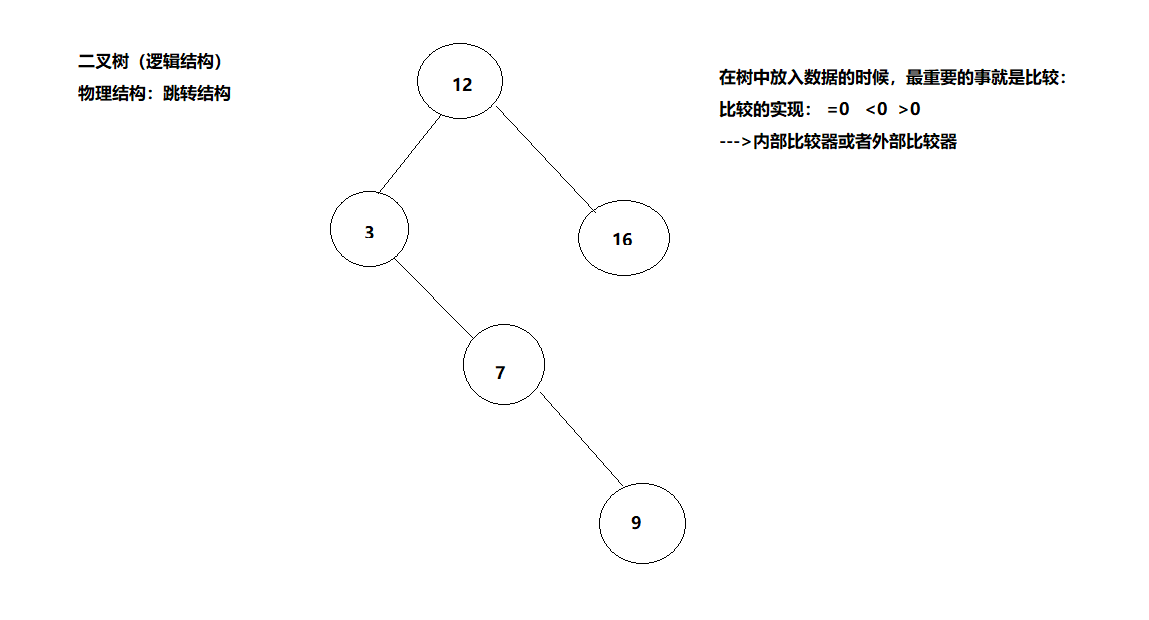 二叉树（逻辑结构）
物理结构：跳转结构
在树中放入数据的时候，最重要的事就是比较：
比较的实现： =0 <0 >0
--->内部比较器或者外部比较器
12
3
16
7
9